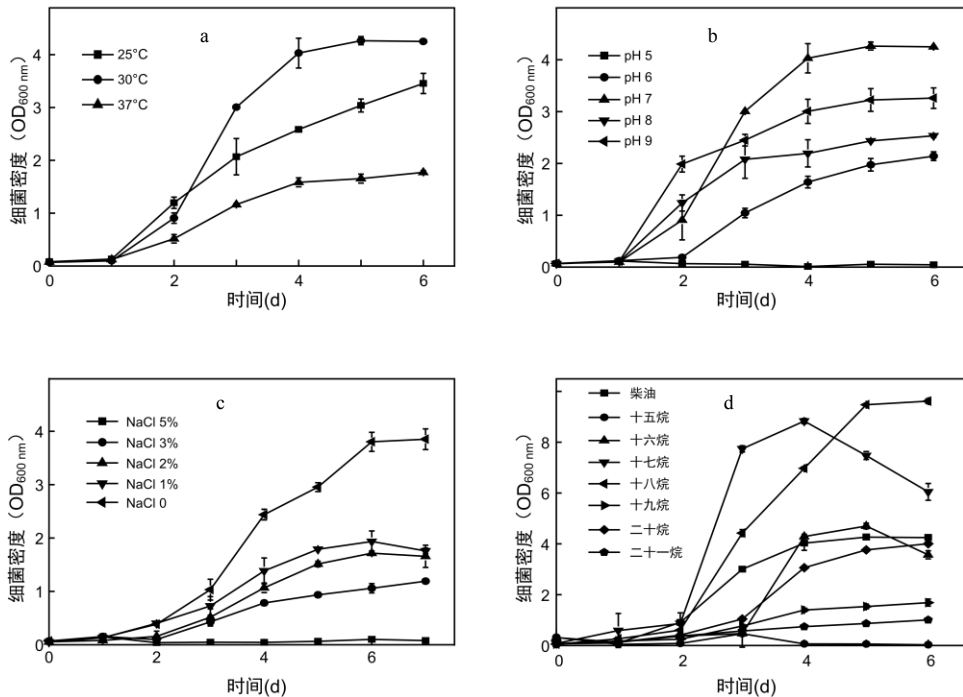 a
25°C
30°C
37°C
细菌密度（OD600 nm）
4
3
2
1
0
0 2 4 6
时间(d)
b
pH 5
pH 6
pH 7
pH 8
pH 9
细菌密度（OD600 nm）
4
3
2
1
0
0 2 4 6
时间(d)
c
NaCl 5%
NaCl 3%
NaCl 2%
NaCl 1%
NaCl 0
细菌密度（OD600 nm）
4
3
2
1
0
0 2 4 6
时间(d)
d
柴油
十五烷
十六烷
十七烷
十八烷
十九烷
二十烷
二十一烷
细菌密度（OD600 nm）
8
6
4
2
0
0 2 4 6
时间(d)